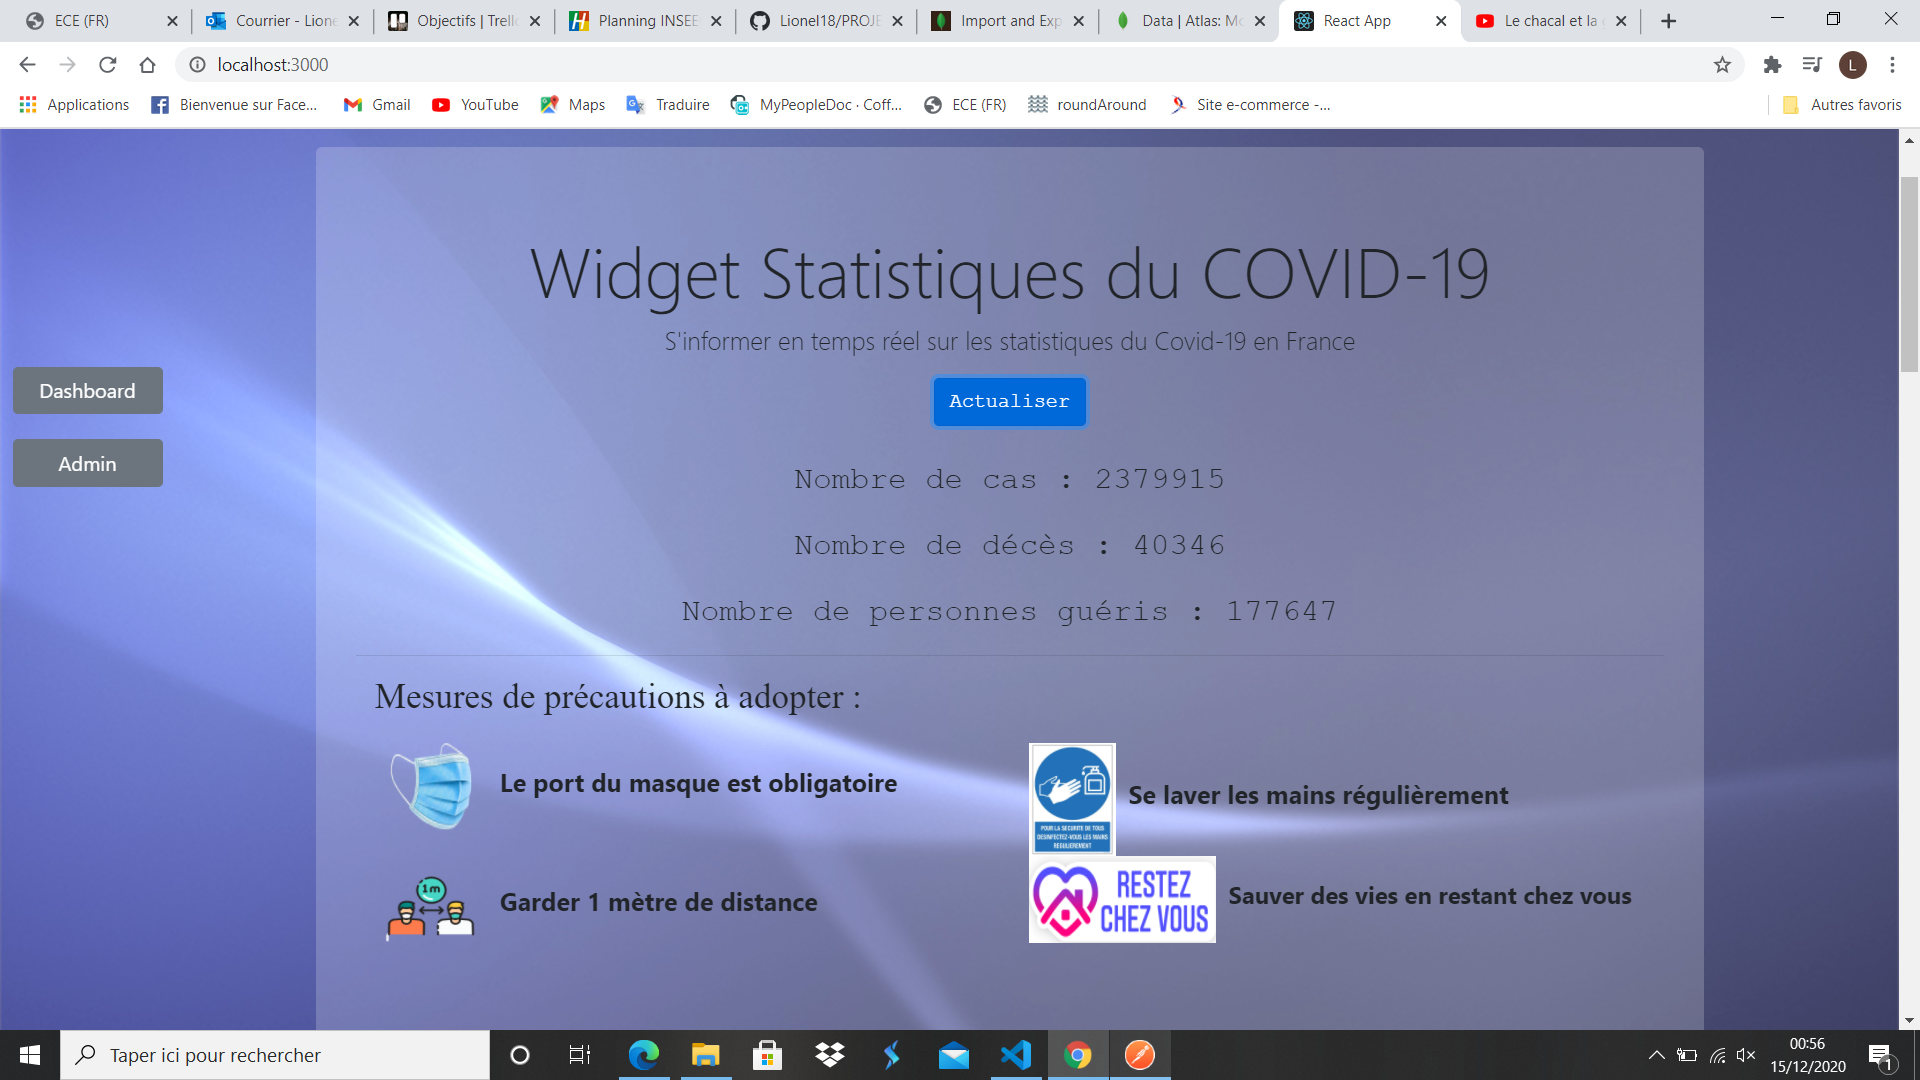 ECE (FR)
Courrier - Lione
Objectifs | Trell
Planning INSEE
Lionel18/PROJE
Import and Exp
Data | Atlas: Mo
React App
Le chacal et la
localhost:3000
L
Applications
Bienvenue sur Face...
Gmail
YouTube
Maps
Traduire
MyPeopleDoc · Coff...
ECE (FR)
roundAround
Site e-commerce -...
Autres favoris
Dashboard
Admin
Widget Statistiques du COVID-19
S'informer en temps réel sur les statistiques du Covid-19 en France
Actualiser
Nombre de cas : 2379915
Nombre de décès : 40346
Nombre de personnes guéris : 177647
Mesures de précautions à adopter :
Le port du masque est obligatoire
POUR LA SECURITE DE TOUS
DESINFECTEZ-VOUS LES MAINS
REGULIEREMENT
Se laver les mains régulièrement
1m
Garder 1 mètre de distance
RESTEZ
CHEZ VOUS
Sauver des vies en restant chez vous
Taper ici pour rechercher
00:56
15/12/2020
1